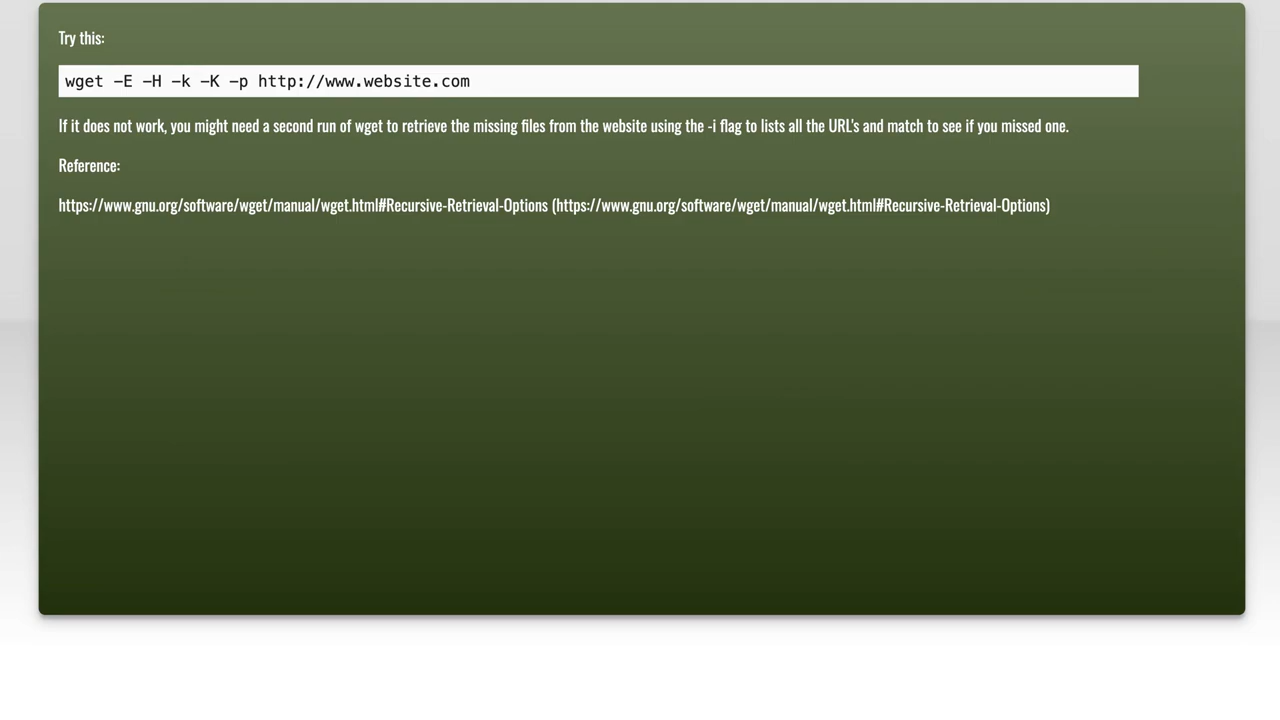 Try this:
wget -E -H -k -K -p http://www.website.com
If it does not work, you might need a second run of wget to retrieve the missing files from the website using the -i flag to lists all the URL's and match to see if you missed one.
Reference:
https://www.gnu.org/software/wget/manual/wget.html#Recursive-Retrieval-Options (https://www.gnu.org/software/wget/manual/wget.html#Recursive-Retrieval-Options)